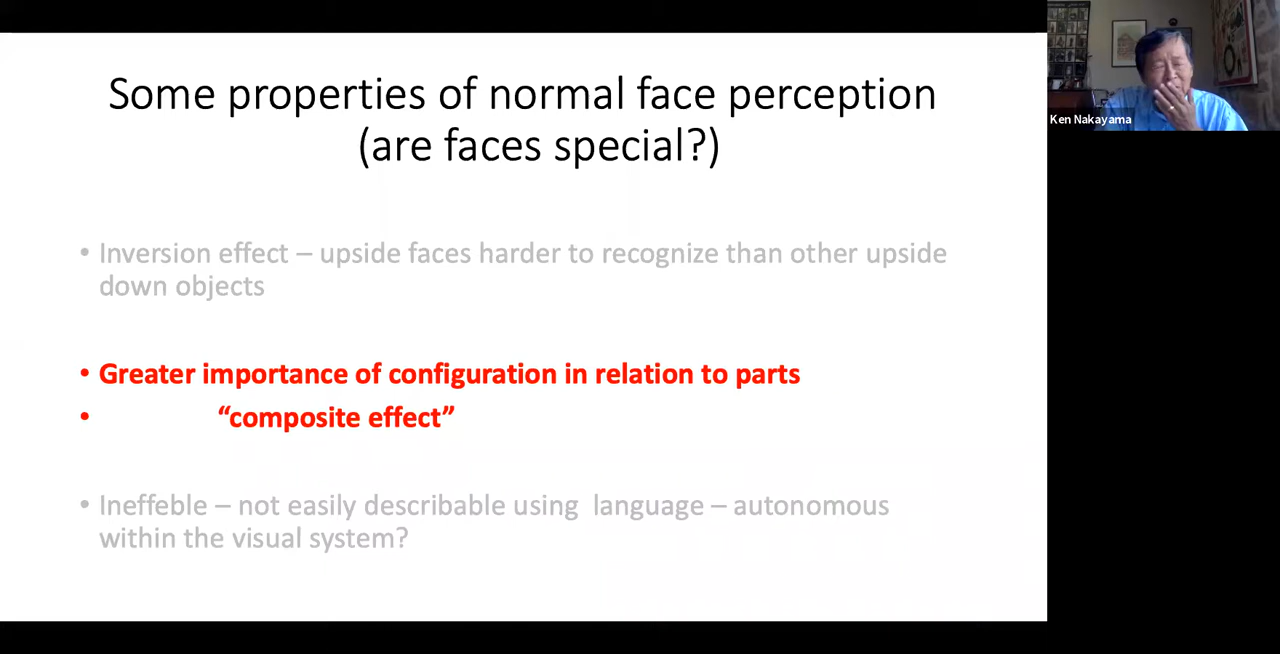 Some properties of normal face perception
(are faces special?)
• Inversion effect – upside faces harder to recognize than other upside
down objects
• Greater importance of configuration in relation to parts
• “composite effect”
• Ineffeble – not easily describable using language – autonomous
within the visual system?
Ken Nakayama